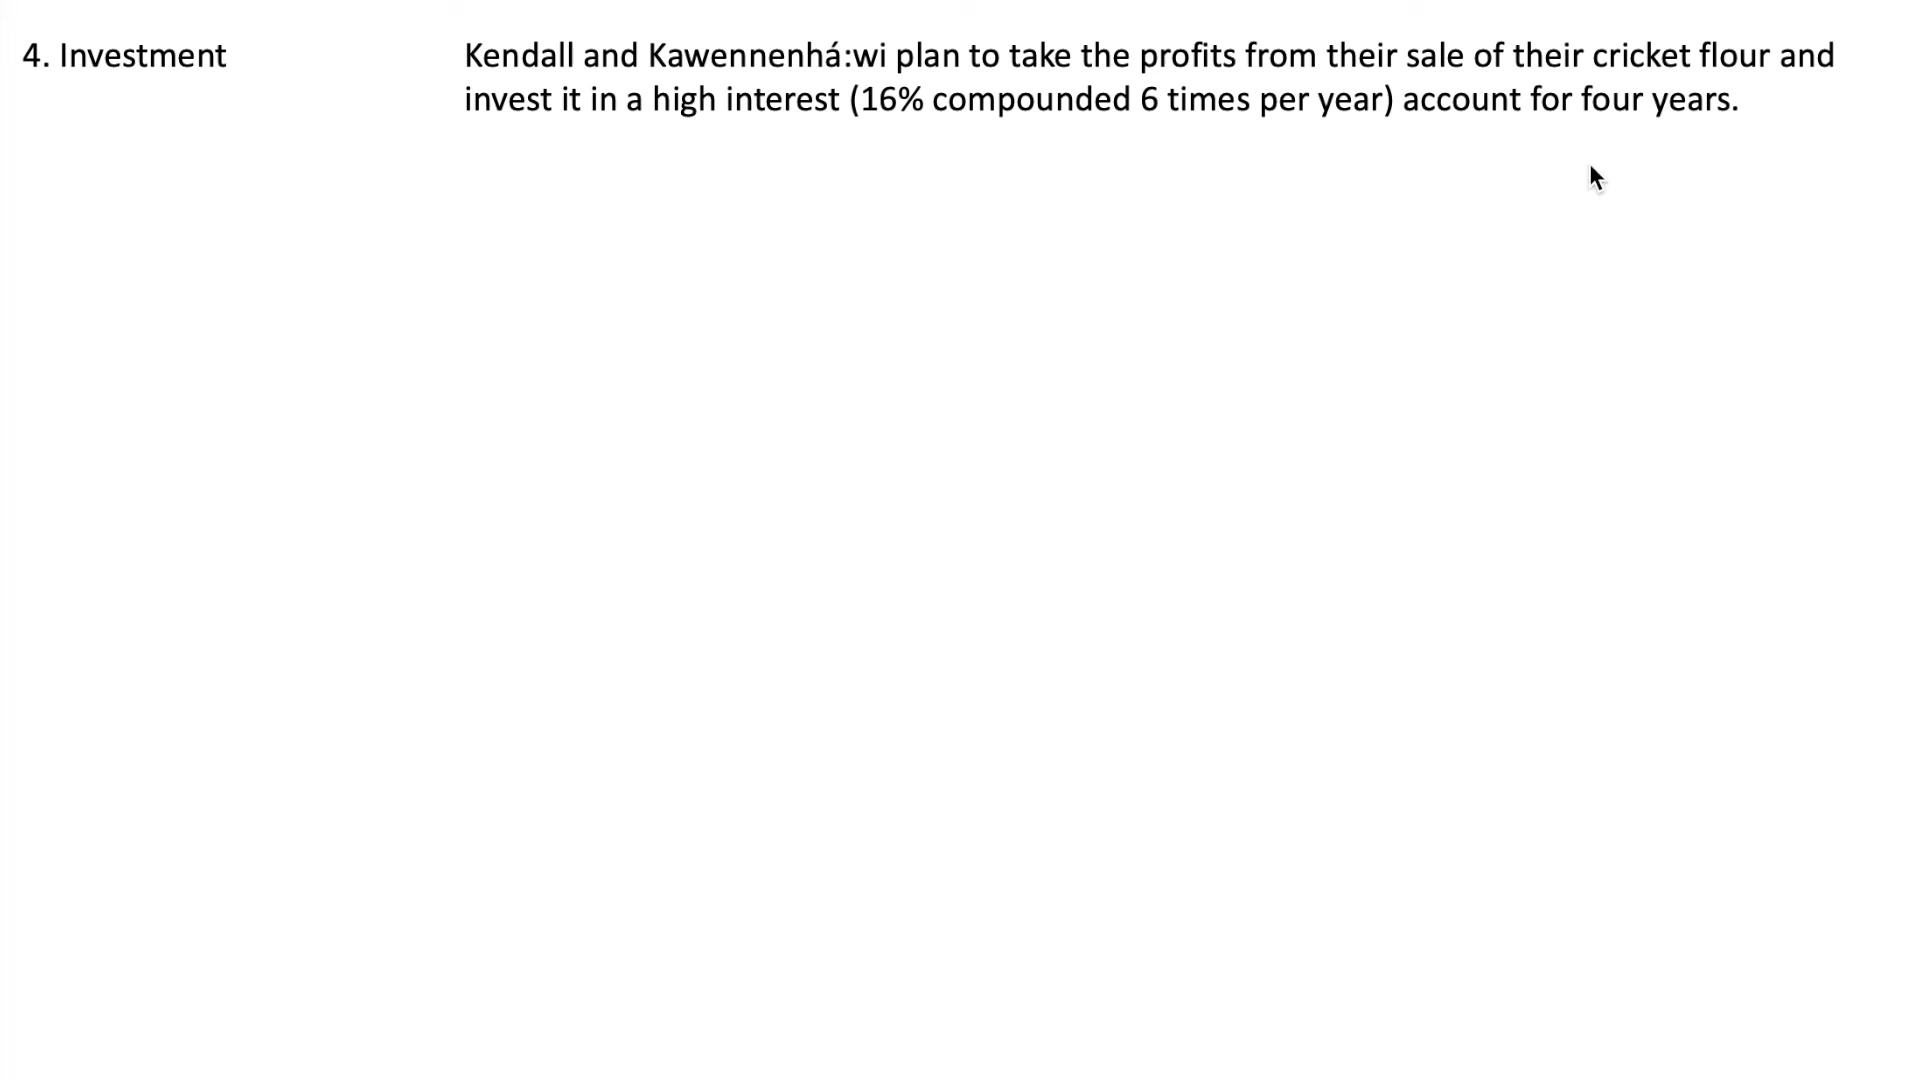 4. Investment
Kendall and Kawennenhá:wi plan to take the profits from their sale of their cricket flour and
invest it in a high interest (16% compounded 6 times per year) account for four years.